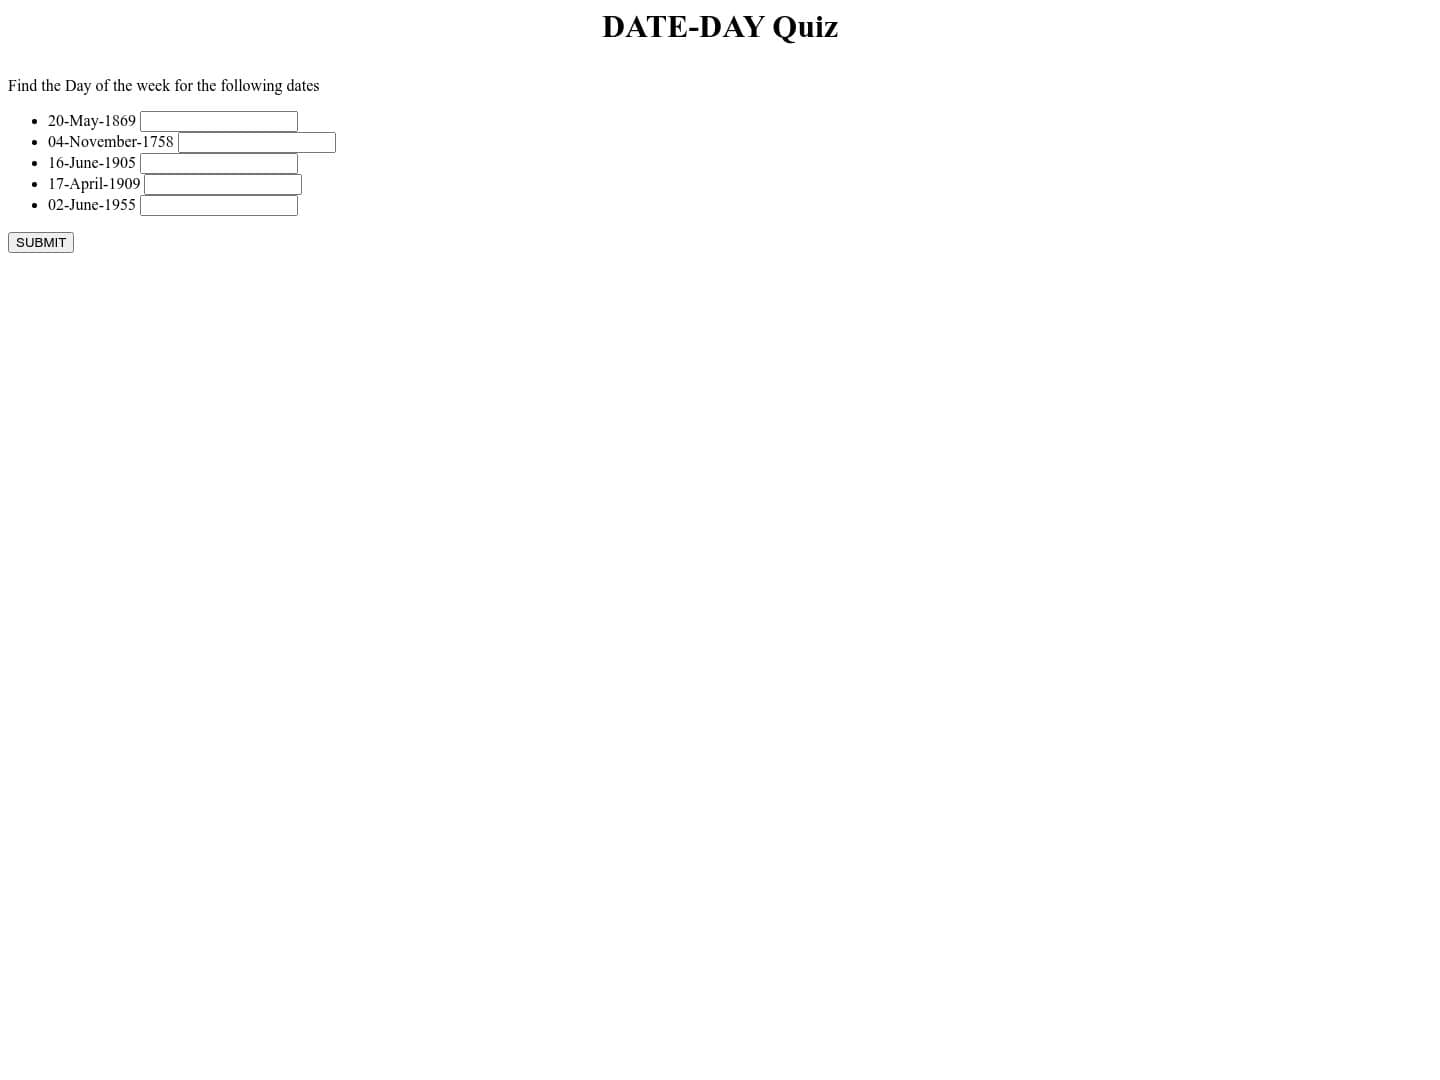 DATE-DAY Quiz
Find the Day of the week for the following dates
20-May-1869
04-November-1758
16-June-1905
17-April-1909
02-June-1955
SUBMIT